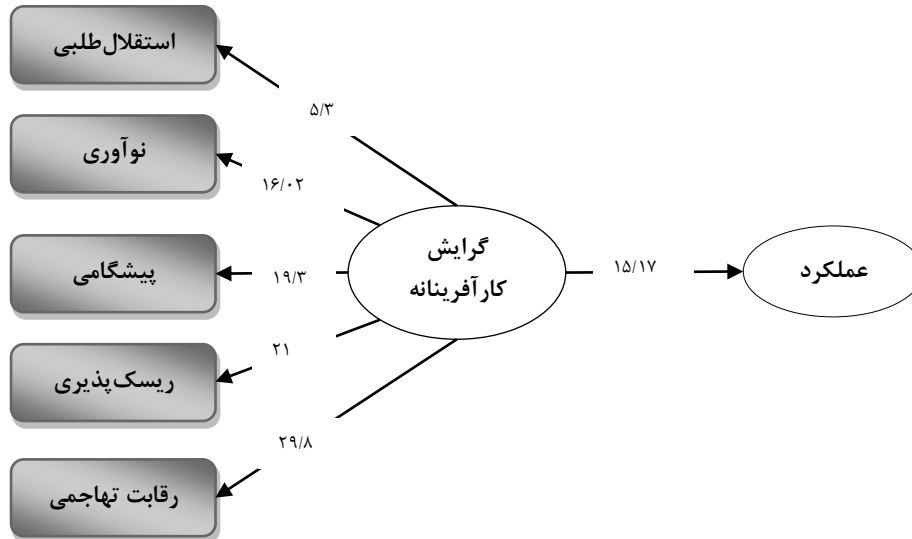 استقلال‌طلبی
۵/۳
نوآوری
۱۶/۰۲
گرایش
کارآفرینانه
پیشگامی
۱۹/۳
۱۵/۱۷
عملکرد
ریسک‌پذیری
۲۱
۲۹/۸
رقابت تهاجمی